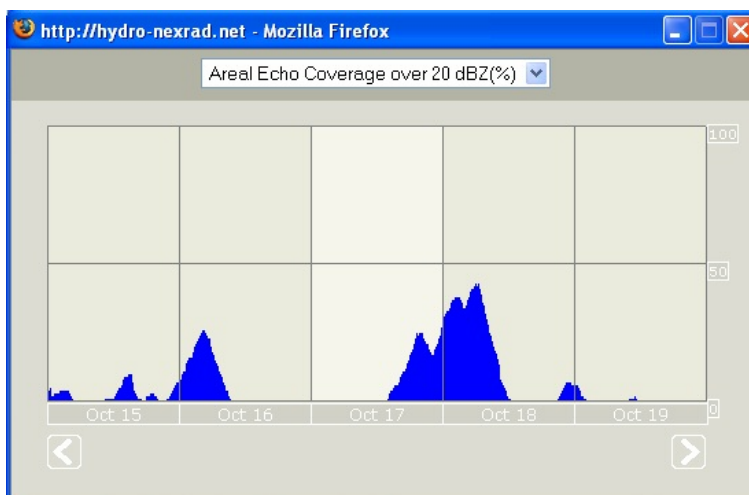 http://hydro-nexrad.net - Mozilla Firefox
Areal Echo Coverage over 20 dBZ(%)
100
50
0
Oct 15 Oct 16 Oct 17 Oct 18 Oct 19